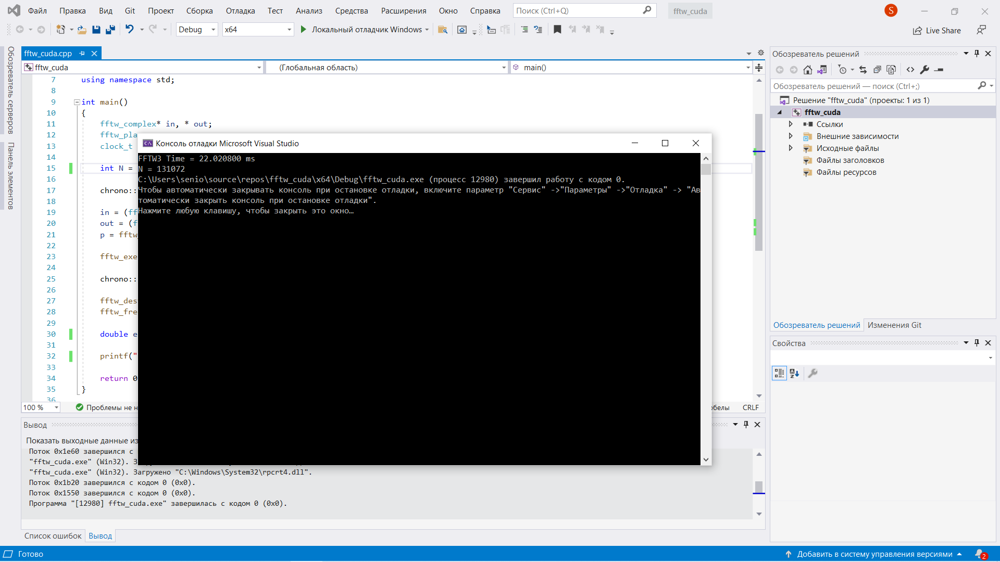 Файл Правка Вид Git Проект Сборка Отладка Тест Анализ Средства Расширения Окно Справка Поиск (Ctrl+Q) fftw_cuda S
Debug x64 Локальный отладчик Windows Live Share
Обозреватель серверов
Панель элементов
fftw_cuda.cpp
fftw_cuda (Глобальная область) main()
7 using namespace std;
8
9 int main()
10 {
11 fftw_complex* in, * out;
12 fftw_pla
13 clock_t
14
15 int N =
16
17 chrono::
18
19 in = (ff
20 out = (f
21 p = fftw_
22
23 fftw_exe
24
25 chrono::
26
27 fftw_des
28 fftw_fre
29
30 double e
31
32 printf("
33
34 return 0
35 }
36
100 % Проблемы не н
обелы CRLF
Консоль отладки Microsoft Visual Studio
FFTW3 Time = 22.020800 ms
N = 131072
C:\Users\senio\source\repos\fftw_cuda\x64\Debug\fftw_cuda.exe (процесс 12980) завершил работу с кодом 0.
Чтобы автоматически закрывать консоль при остановке отладки, включите параметр "Сервис" ->"Параметры" ->"Отладка" -> "Ав
томатически закрыть консоль при остановке отладки".
Нажмите любую клавишу, чтобы закрыть это окно…
Вывод
Показать выходные данные из
Поток 0x1e60 завершился с
"fftw_cuda.exe" (Win32). З
"fftw_cuda.exe" (Win32). Загружено "C:\Windows\System32\rpcrt4.dll".
Поток 0x1b20 завершился с кодом 0 (0x0).
Поток 0x1550 завершился с кодом 0 (0x0).
Программа "[12980] fftw_cuda.exe" завершилась с кодом 0 (0x0).
Список ошибок Вывод
Обозреватель решений
Обозреватель решений — поиск (Ctrl+;)
Решение "fftw_cuda" (проекты: 1 из 1)
fftw_cuda
Ссылки
Внешние зависимости
Исходные файлы
Файлы заголовков
Файлы ресурсов
Обозреватель решений Изменения Git
Свойства
Готово
Добавить в систему управления версиями 2